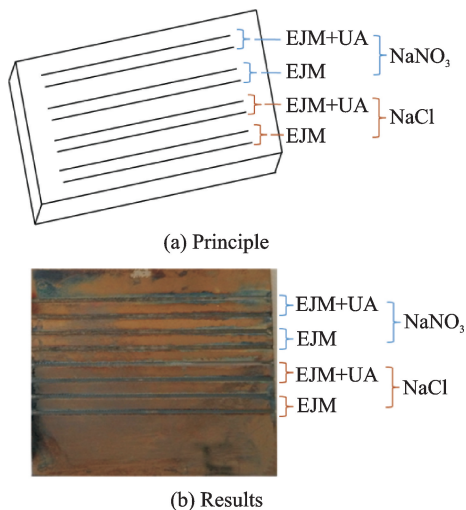 EJM+UA
NaNO₃
EJM
EJM+UA
NaCl
EJM
(a) Principle
EJM+UA
NaNO₃
EJM
EJM+UA
NaCl
EJM
(b) Results